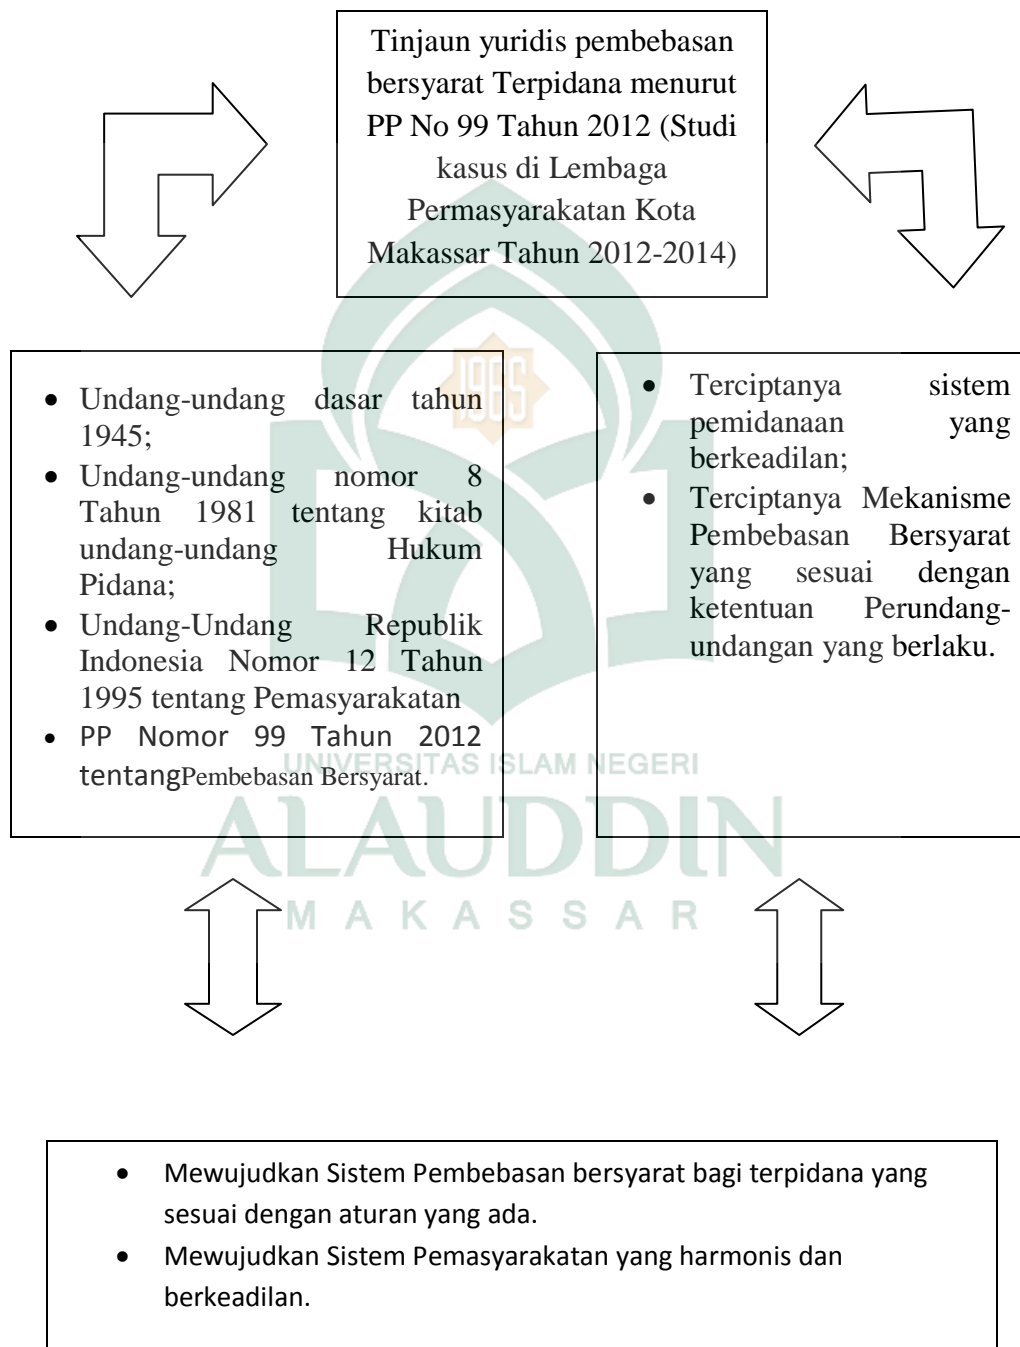 Tinjaun yuridis pembebasan
bersyarat Terpidana menurut
PP No 99 Tahun 2012 (Studi
kasus di Lembaga
Permasyarakatan Kota
Makassar Tahun 2012-2014)
1965
• Undang-undang dasar tahun
1945;
• Undang-undang nomor 8
Tahun 1981 tentang kitab
undang-undang Hukum
Pidana;
• Undang-Undang Republik
Indonesia Nomor 12 Tahun
1995 tentang Pemasyarakatan
• PP Nomor 99 Tahun 2012
tentangPembebasan Bersyarat.
• Terciptanya sistem
pemidanaan yang
berkeadilan;
• Terciptanya Mekanisme
Pembebasan Bersyarat
yang sesuai dengan
ketentuan Perundang-
undangan yang berlaku.
UNIVERSITAS ISLAM NEGERI
ALAUDDIN
MAKASSAR
• Mewujudkan Sistem Pembebasan bersyarat bagi terpidana yang
sesuai dengan aturan yang ada.
• Mewujudkan Sistem Pemasyarakatan yang harmonis dan
berkeadilan.